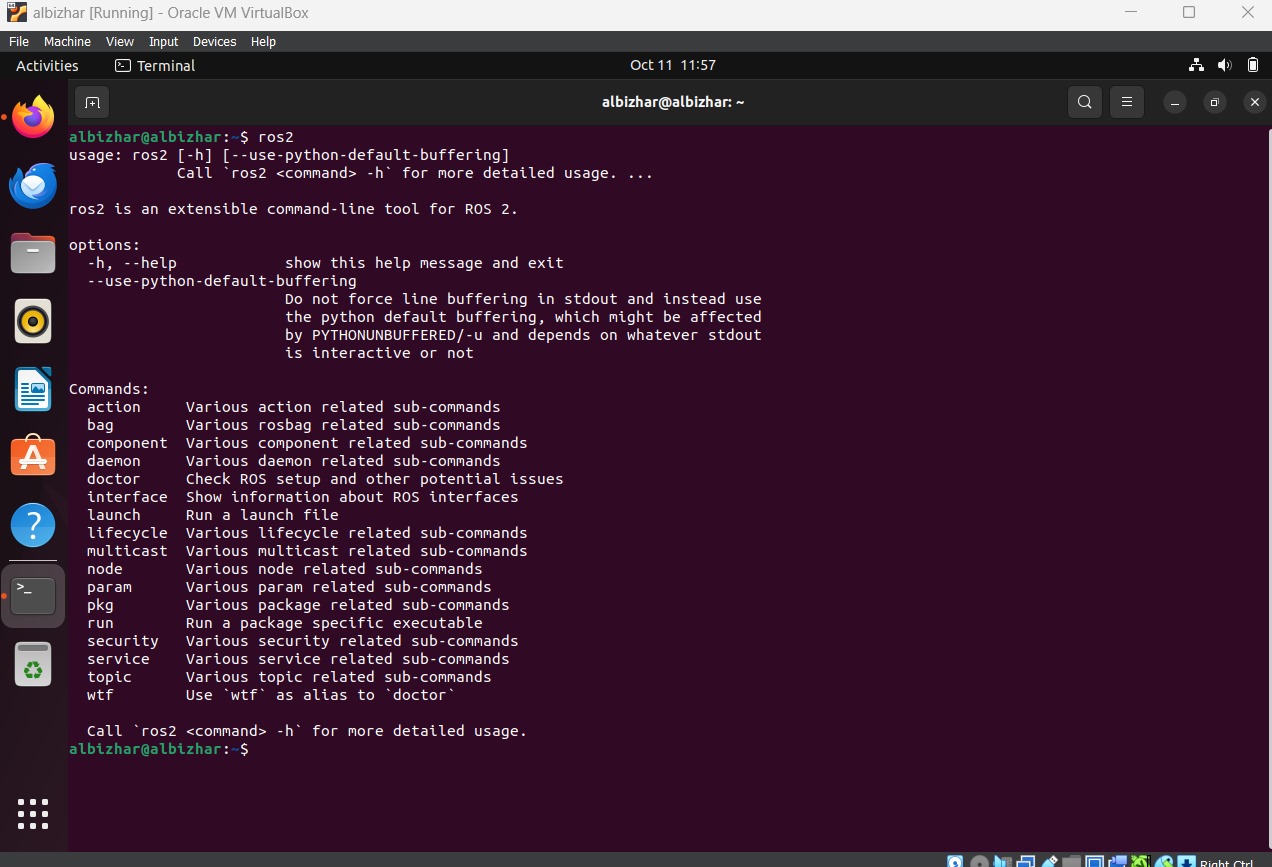 albizhar [Running] - Oracle VM VirtualBox
File Machine View Input Devices Help
Activities Terminal Oct 11 11:57
albizhar@albizhar: ~
albizhar@albizhar:~$ ros2
usage: ros2 [-h] [--use-python-default-buffering]
            Call `ros2 <command> -h` for more detailed usage. ...
ros2 is an extensible command-line tool for ROS 2.
options:
  -h, --help            show this help message and exit
  --use-python-default-buffering
                        Do not force line buffering in stdout and instead use
                        the python default buffering, which might be affected
                        by PYTHONUNBUFFERED/-u and depends on whatever stdout
                        is interactive or not
Commands:
  action     Various action related sub-commands
  bag        Various rosbag related sub-commands
  component  Various component related sub-commands
  daemon     Various daemon related sub-commands
  doctor     Check ROS setup and other potential issues
  interface  Show information about ROS interfaces
  launch     Run a launch file
  lifecycle  Various lifecycle related sub-commands
  multicast  Various multicast related sub-commands
  node       Various node related sub-commands
  param      Various param related sub-commands
  pkg        Various package related sub-commands
  run        Run a package specific executable
  security   Various security related sub-commands
  service    Various service related sub-commands
  topic      Various topic related sub-commands
  wtf        Use `wtf` as alias to `doctor`
  Call `ros2 <command> -h` for more detailed usage.
albizhar@albizhar:~$
Right Ctrl